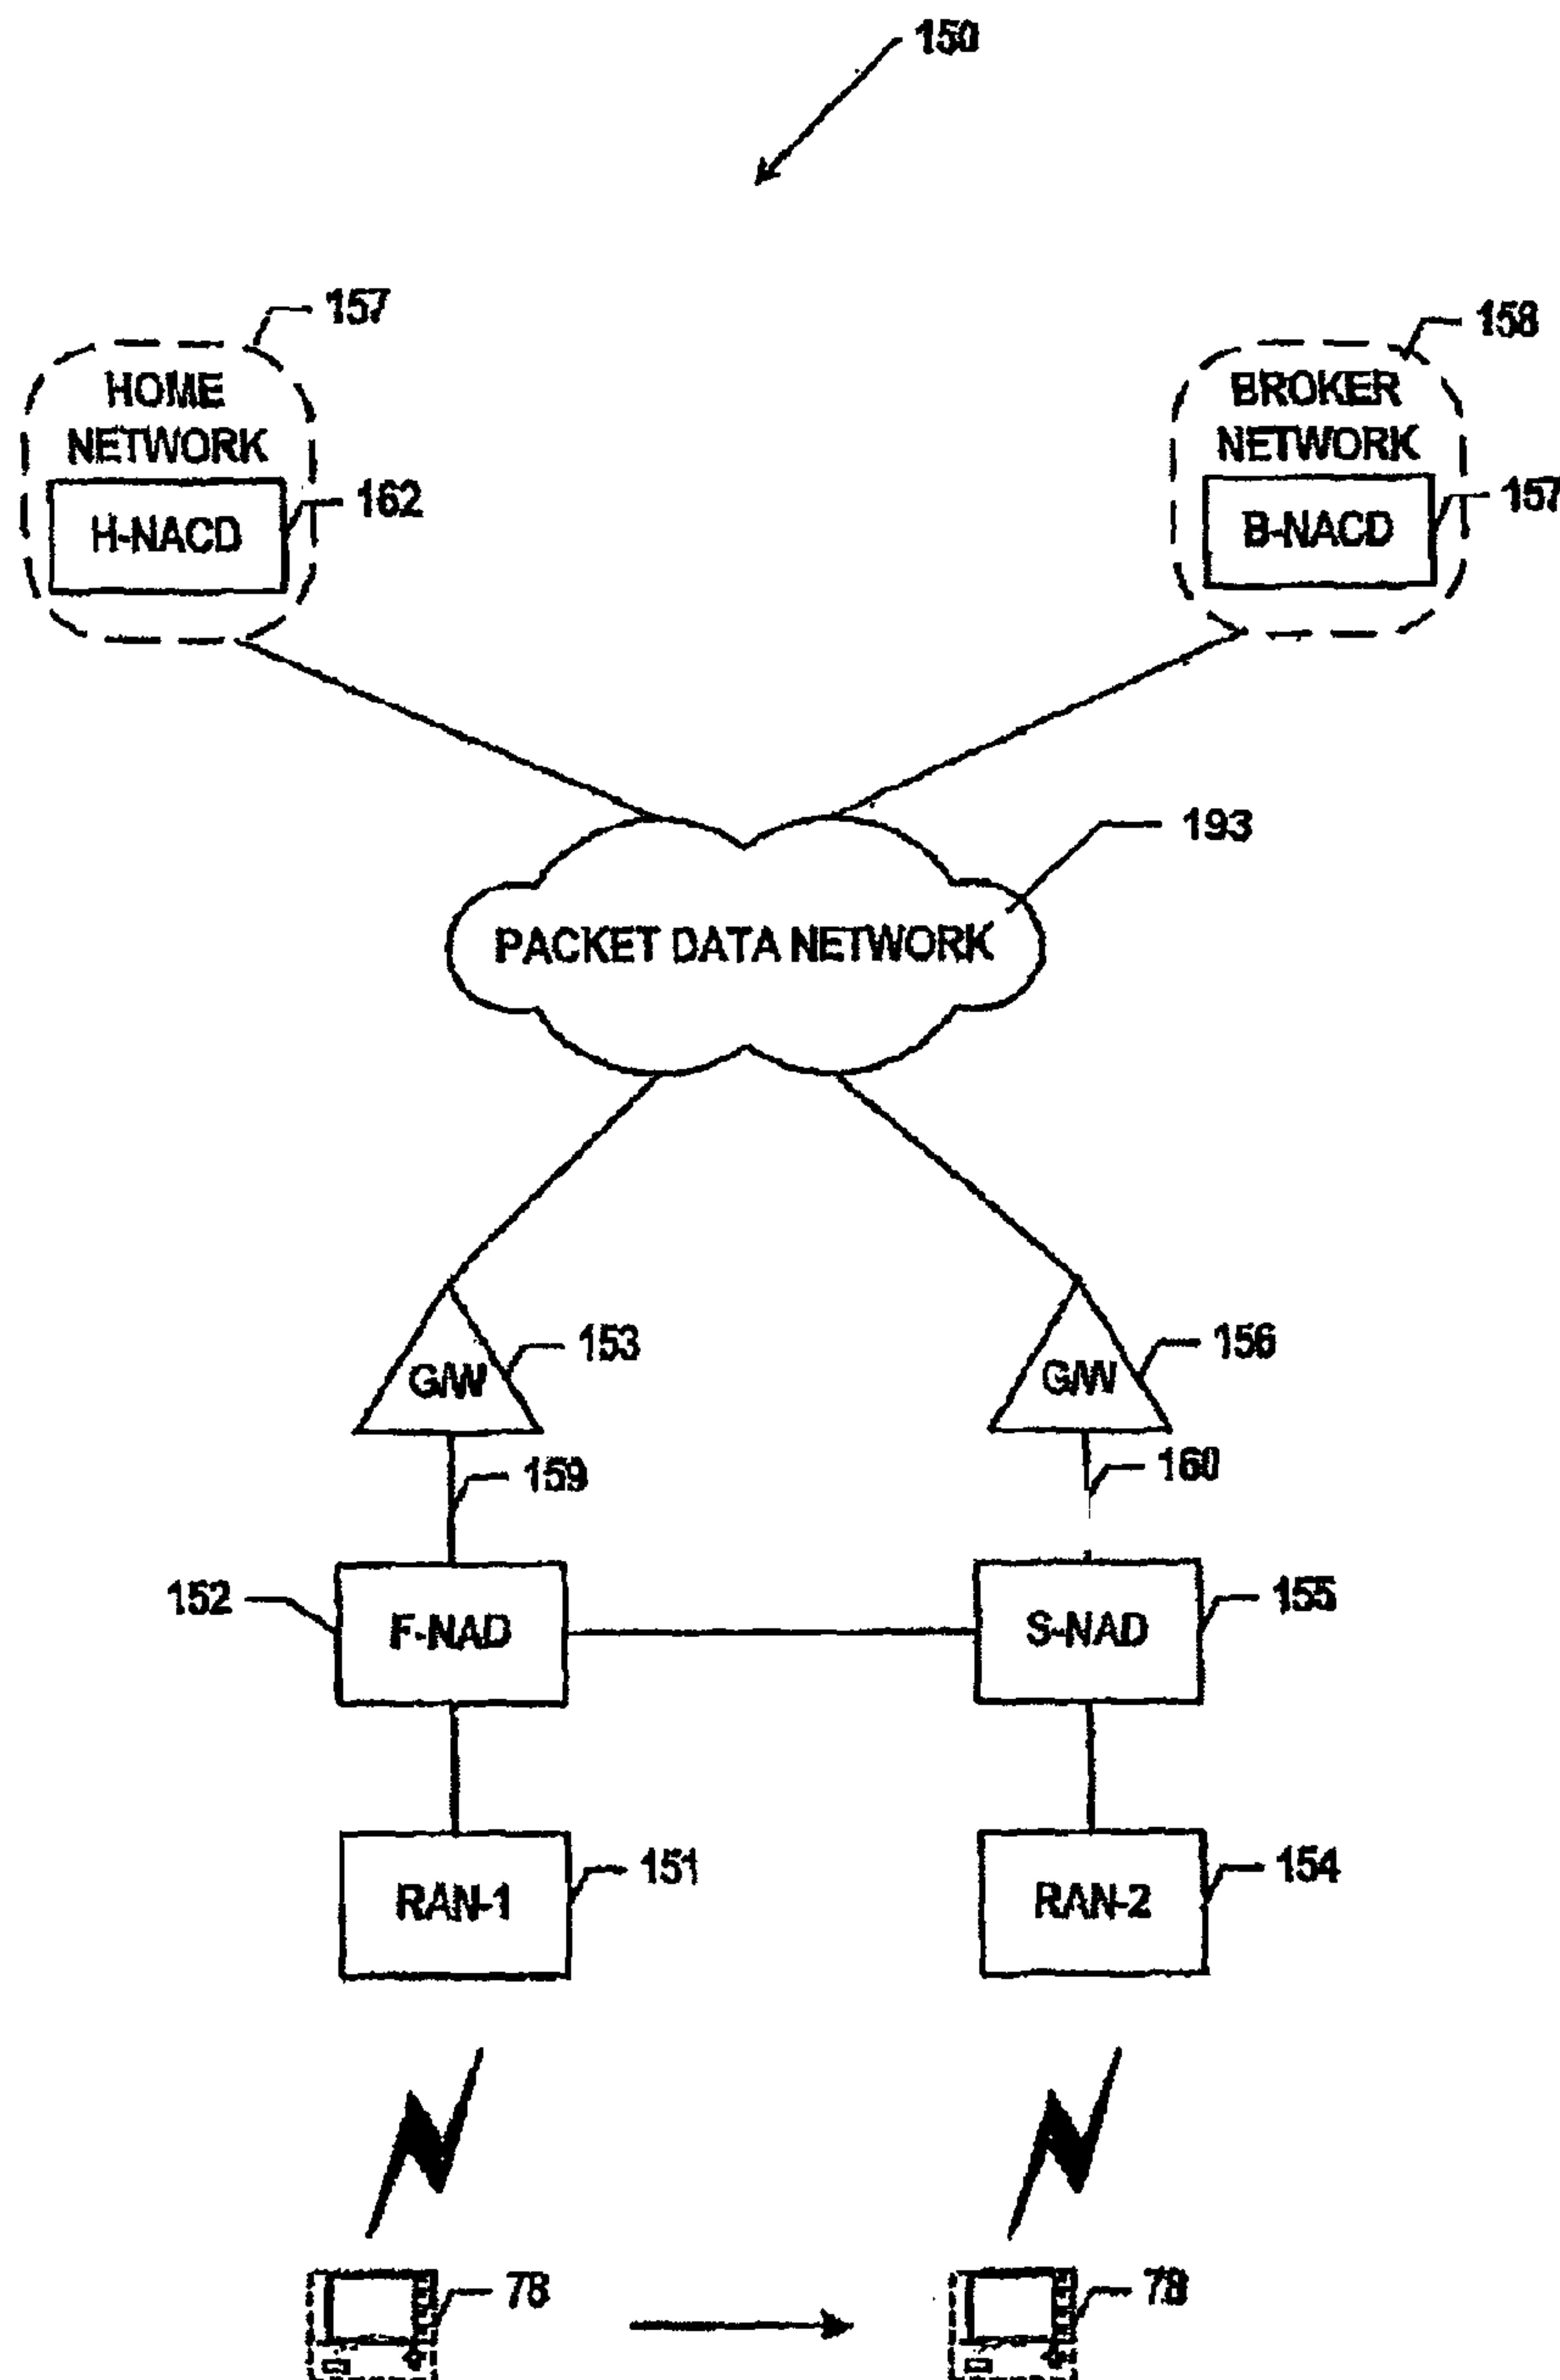 150
157
158
HOME
NETWORK
BROKER
NETWORK
162
157
H-NACD
B-NACD
193
PACKET DATA NETWORK
153
156
G/W
G/W
159
160
152
155
F-NAD
S-NAD
151
154
RAN-1
RAN-2
78
78